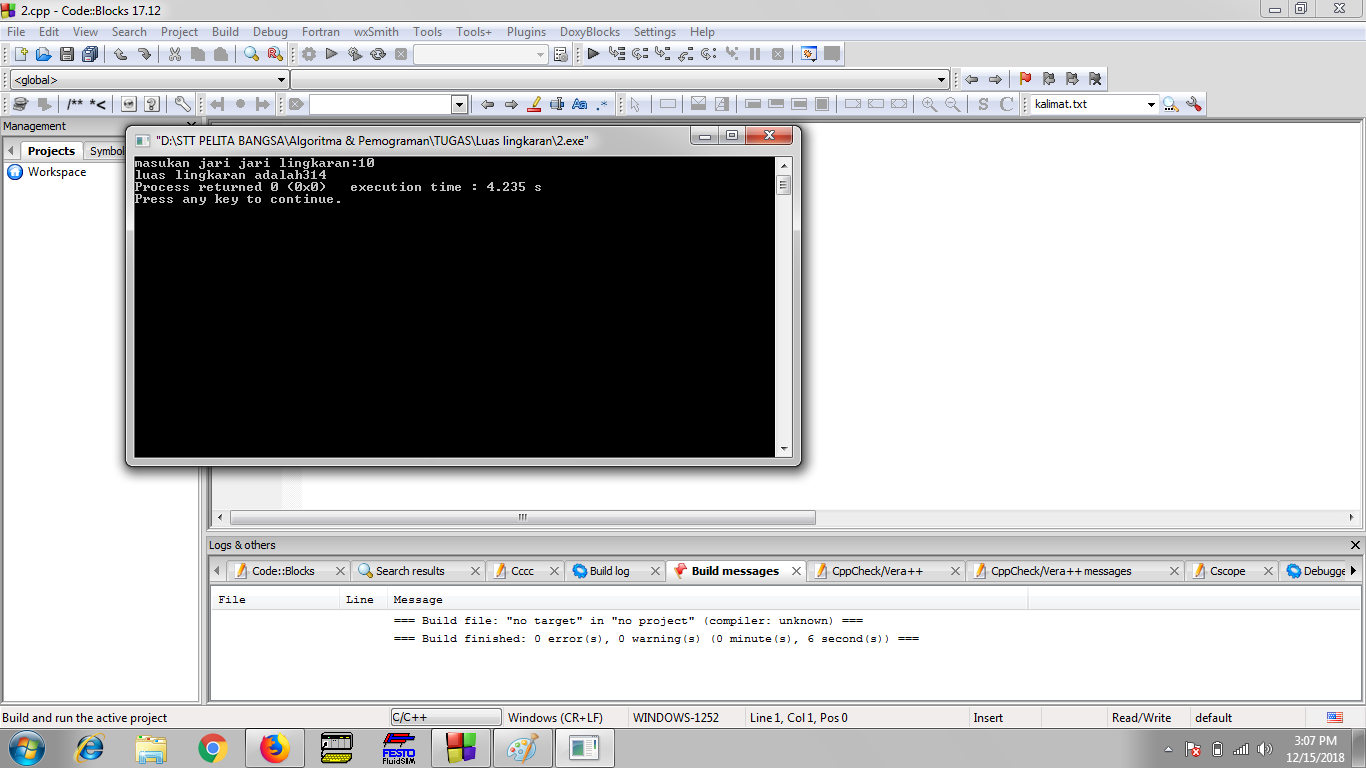 2.cpp - Code::Blocks 17.12
File Edit View Search Project Build Debug Fortran wxSmith Tools Tools+ Plugins DoxyBlocks Settings Help
<global>
/** *< kalimat.txt
Management
Projects Symbol
Workspace
"D:\STT PELITA BANGSA\Algoritma & Pemograman\TUGAS\Luas lingkaran\2.exe"
masukan jari jari lingkaran:10
luas lingkaran adalah314
Process returned 0 (0x0)   execution time : 4.235 s
Press any key to continue.
Logs & others
Code::Blocks Search results Cccc Build log Build messages CppCheck/Vera++ CppCheck/Vera++ messages Cscope Debugge
File Line Message
=== Build file: "no target" in "no project" (compiler: unknown) ===
=== Build finished: 0 error(s), 0 warning(s) (0 minute(s), 6 second(s)) ===
Build and run the active project C/C++ Windows (CR+LF) WINDOWS-1252 Line 1, Col 1, Pos 0 Insert Read/Write default
FESTO
FluidSIM
3:07 PM
12/15/2018